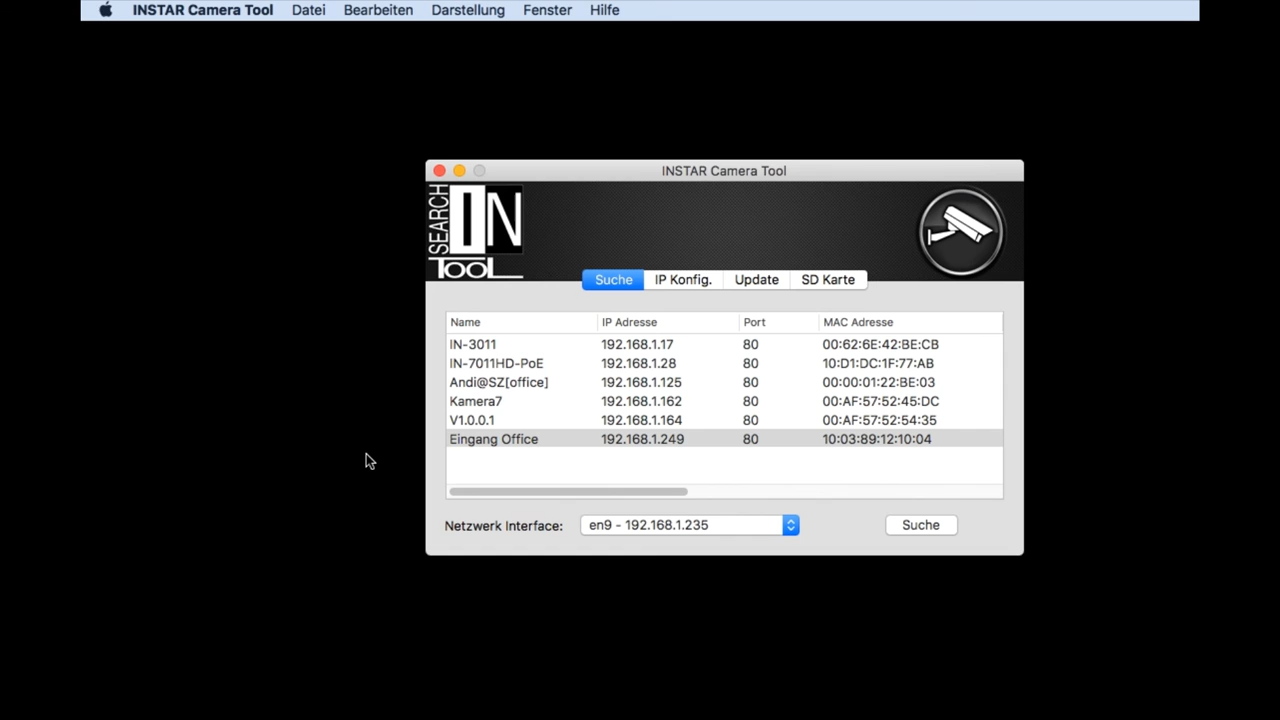 INSTAR Camera Tool Datei Bearbeiten Darstellung Fenster Hilfe
INSTAR Camera Tool
SEARCH IN TOOL
Suche IP Konfig. Update SD Karte
Name IP Adresse Port MAC Adresse
IN-3011 192.168.1.17 80 00:62:6E:42:BE:CB
IN-7011HD-PoE 192.168.1.28 80 10:D1:DC:1F:77:AB
Andi@SZ[office] 192.168.1.125 80 00:00:01:22:BE:03
Kamera7 192.168.1.162 80 00:AF:57:52:45:DC
V1.0.0.1 192.168.1.164 80 00:AF:57:52:54:35
Eingang Office 192.168.1.249 80 10:03:89:12:10:04
Netzwerk Interface: en9 - 192.168.1.235 Suche